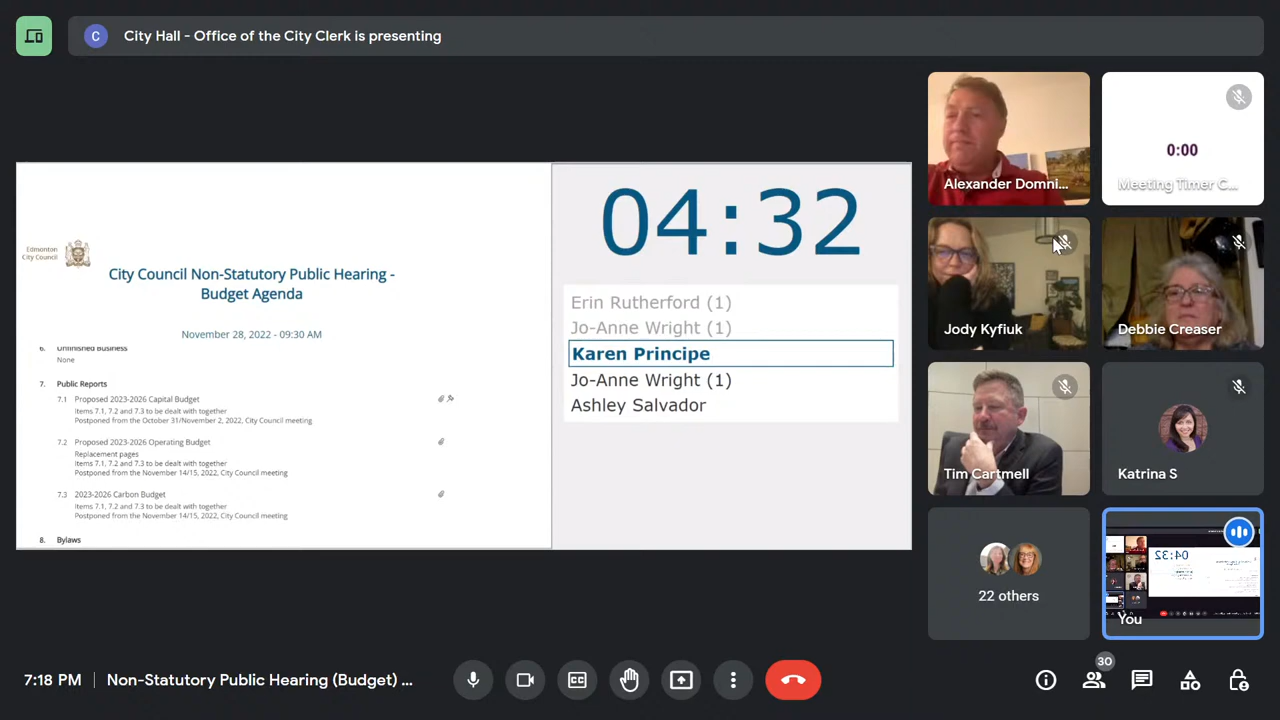 C
City Hall - Office of the City Clerk is presenting
Edmonton
City Council
City Council Non-Statutory Public Hearing -
Budget Agenda
November 28, 2022 - 09:30 AM
6. Unfinished Business
None
7. Public Reports
7.1 Proposed 2023-2026 Capital Budget
Items 7.1, 7.2 and 7.3 to be dealt with together
Postponed from the October 31/November 2, 2022, City Council meeting
7.2 Proposed 2023-2026 Operating Budget
Replacement pages
Items 7.1, 7.2 and 7.3 to be dealt with together
Postponed from the November 14/15, 2022, City Council meeting
7.3 2023-2026 Carbon Budget
Items 7.1, 7.2 and 7.3 to be dealt with together
Postponed from the November 14/15, 2022, City Council meeting
8. Bylaws
04:32
Erin Rutherford (1)
Jo-Anne Wright (1)
Karen Principe
Jo-Anne Wright (1)
Ashley Salvador
Alexander Domni...
0:00
Meeting Timer C...
Jody Kyfiuk
Debbie Creaser
Tim Cartmell
Katrina S
22 others
04:32
You
7:18 PM | Non-Statutory Public Hearing (Budget) ...
CC
30